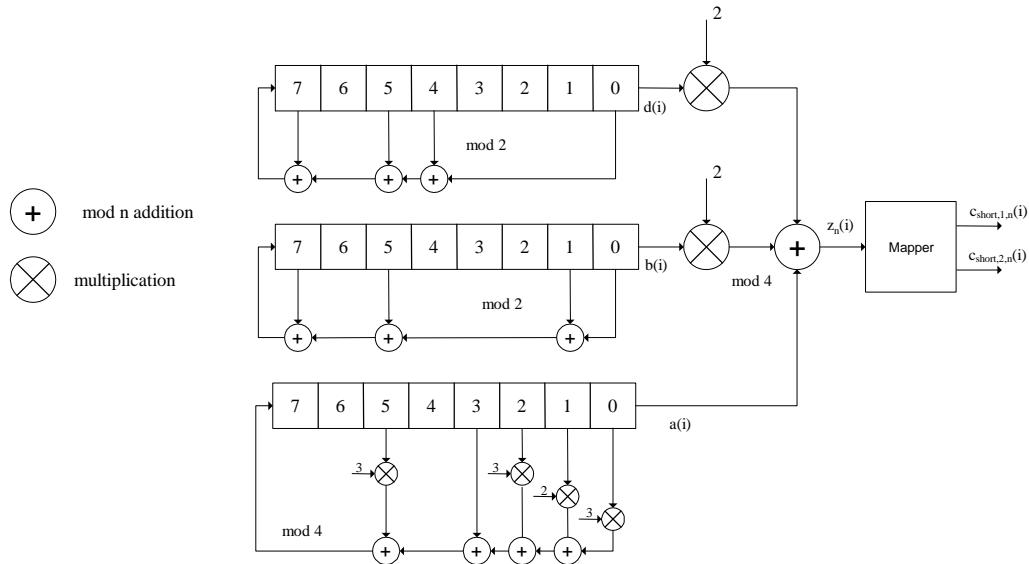 2
7 6 5 4 3 2 1 0
d(i)
mod 2
+ + +
+ mod n addition
multiplication
2
7 6 5 4 3 2 1 0
b(i)
mod 2
+ + +
+
mod 4
z_n(i)
Mapper
c_short,1,n(i)
c_short,2,n(i)
7 6 5 4 3 2 1 0
a(i)
3 3
2
3
mod 4
+ + + +